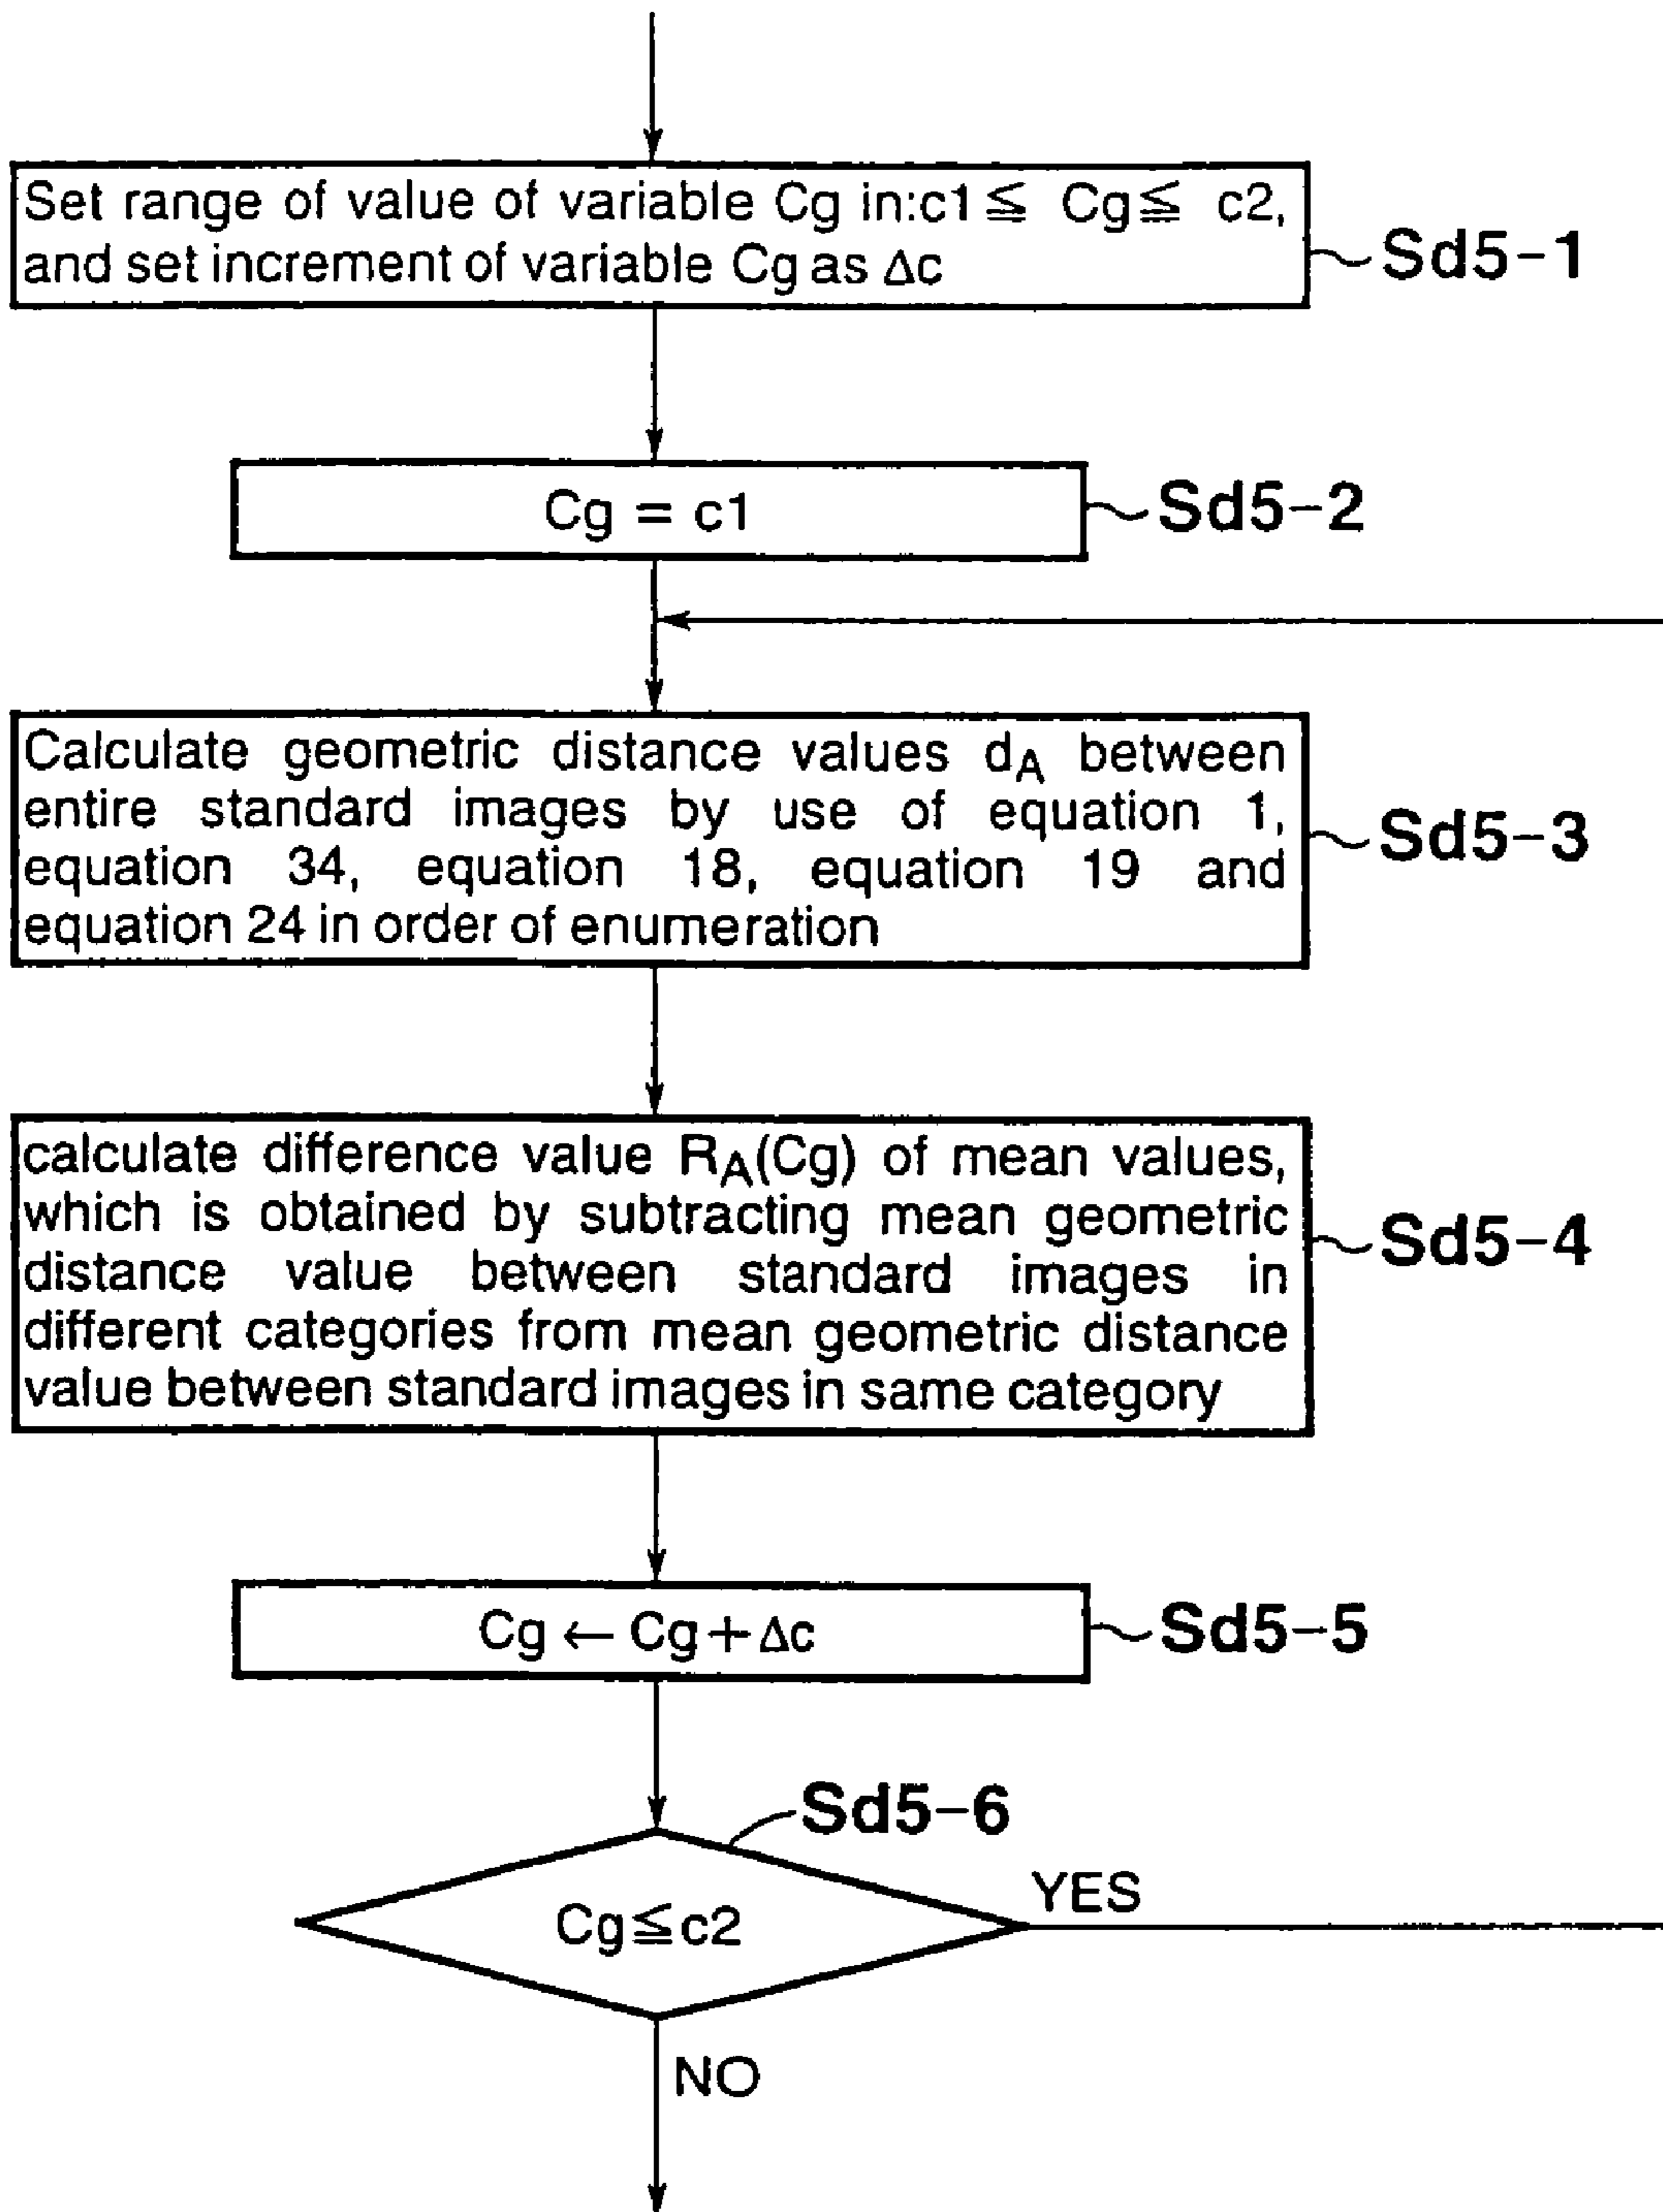 Set range of value of variable Cg in:c1≦ Cg≦ c2,
and set increment of variable Cg as Δc
Sd5-1
Cg = c1
Sd5-2
Calculate geometric distance values dA between
entire standard images by use of equation 1,
equation 34, equation 18, equation 19 and
equation 24 in order of enumeration
Sd5-3
calculate difference value RA(Cg) of mean values,
which is obtained by subtracting mean geometric
distance value between standard images in
different categories from mean geometric distance
value between standard images in same category
Sd5-4
Cg ← Cg+Δc
Sd5-5
Sd5-6
Cg≦c2
YES
NO